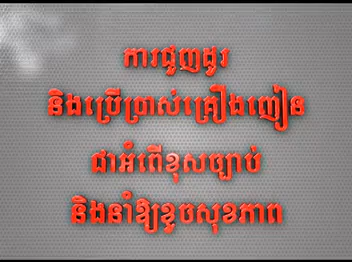 ការជួញដូរ
និងប្រើប្រាស់គ្រឿងញៀន
ជាអំពើខុសច្បាប់
និងនាំឱ្យខូចសុខភាព